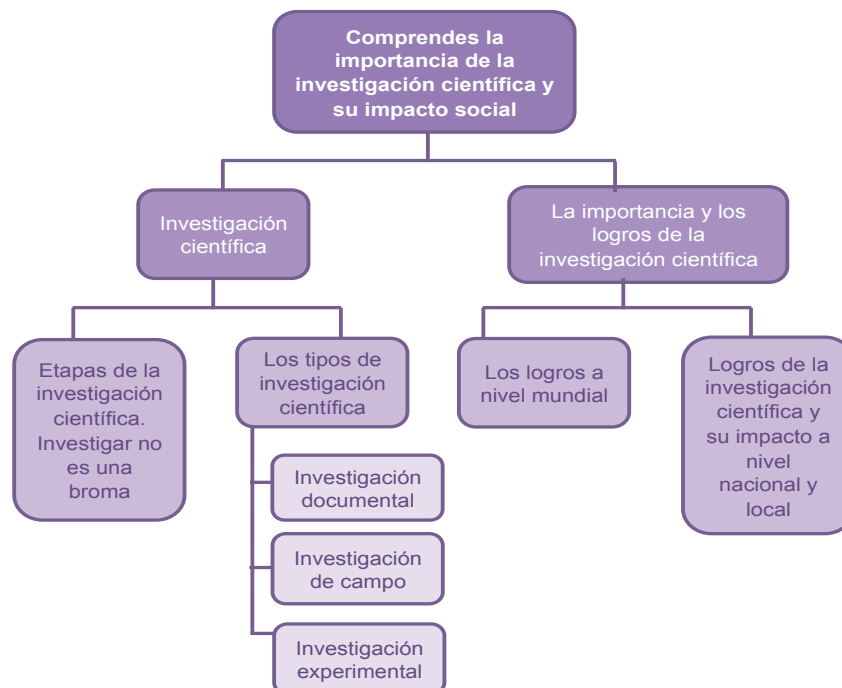 Comprendes la
importancia de la
investigación científica y
su impacto social
Investigación
científica
La importancia y los
logros de la
investigación científica
Etapas de la
investigación
científica.
Investigar no
es una
broma
Los tipos de
investigación
científica
Investigación
documental
Investigación
de campo
Investigación
experimental
Los logros a
nivel mundial
Logros de la
investigación
científica y
su impacto a
nivel
nacional y
local